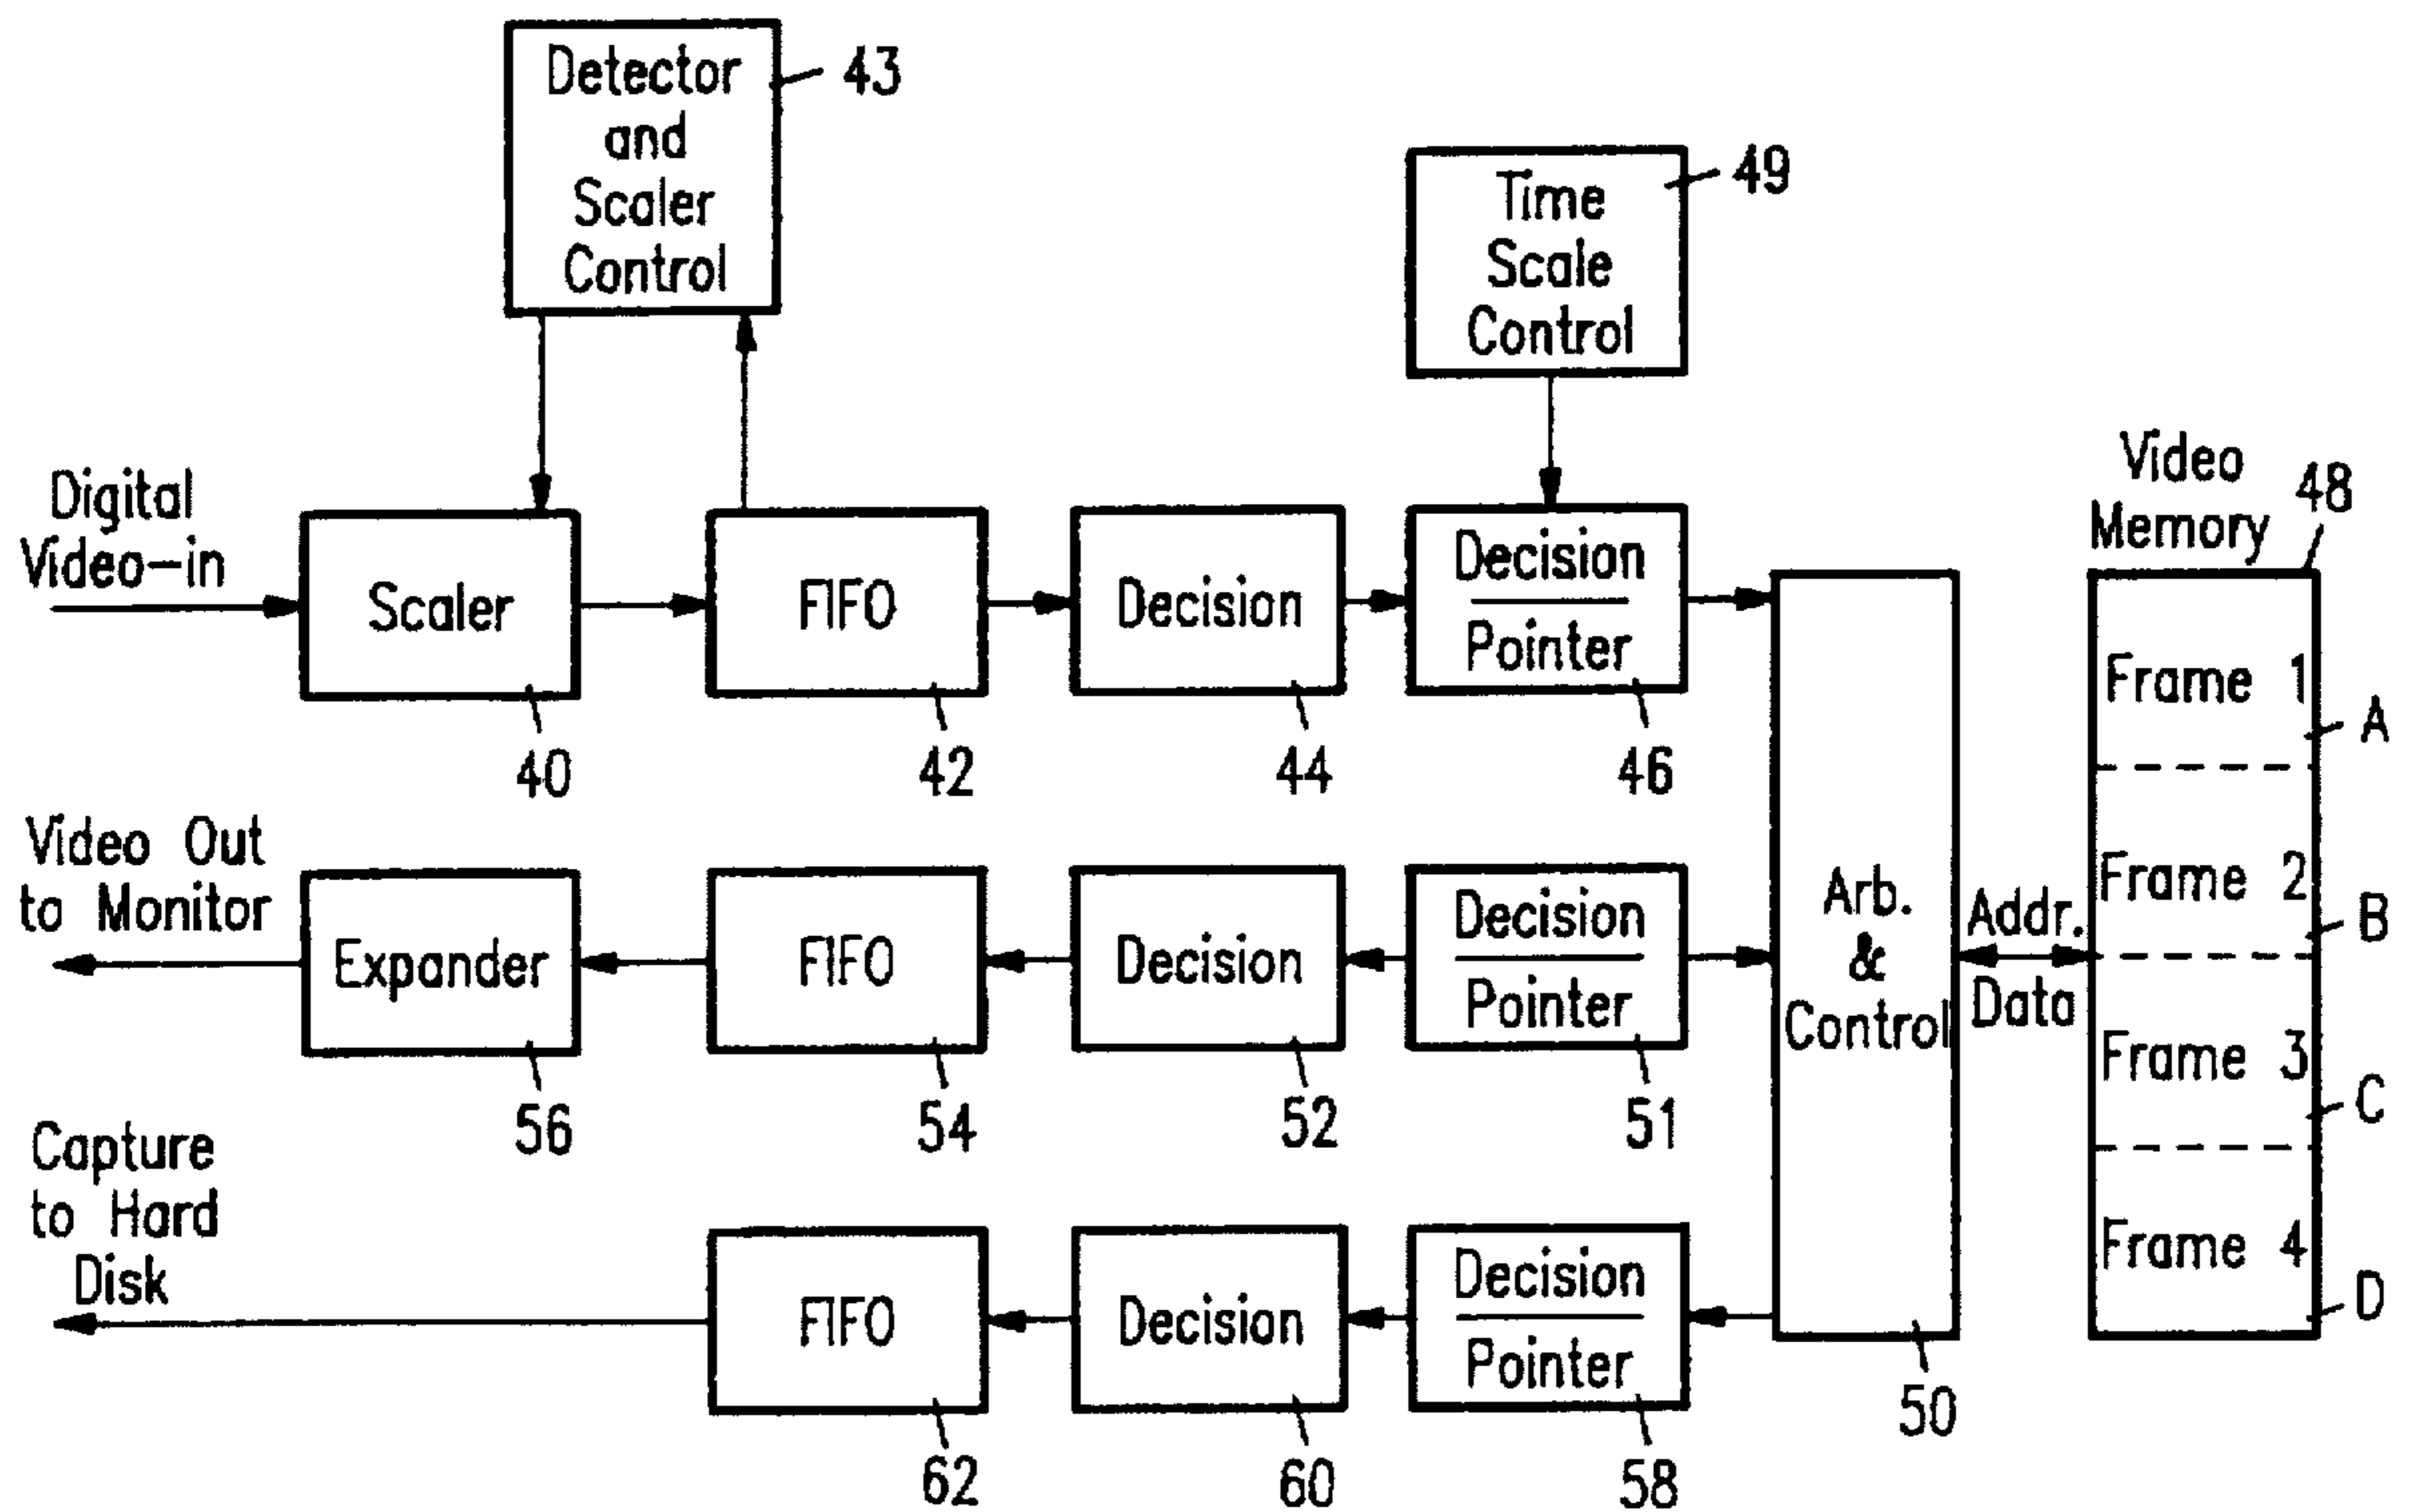 Detector
and
Scaler
Control
43
Time
Scale
Control
49
Digital
Video-in
Scaler
40
FIFO
42
Decision
44
Decision
Pointer
46
Video
Memory
48
Frame 1
A
Frame 2
B
Frame 3
C
Frame 4
D
Arb.
&
Control
50
Addr.
Data
Video Out
to Monitor
Expander
56
FIFO
54
Decision
52
Decision
Pointer
51
Capture
to Hard
Disk
FIFO
62
Decision
60
Decision
Pointer
58